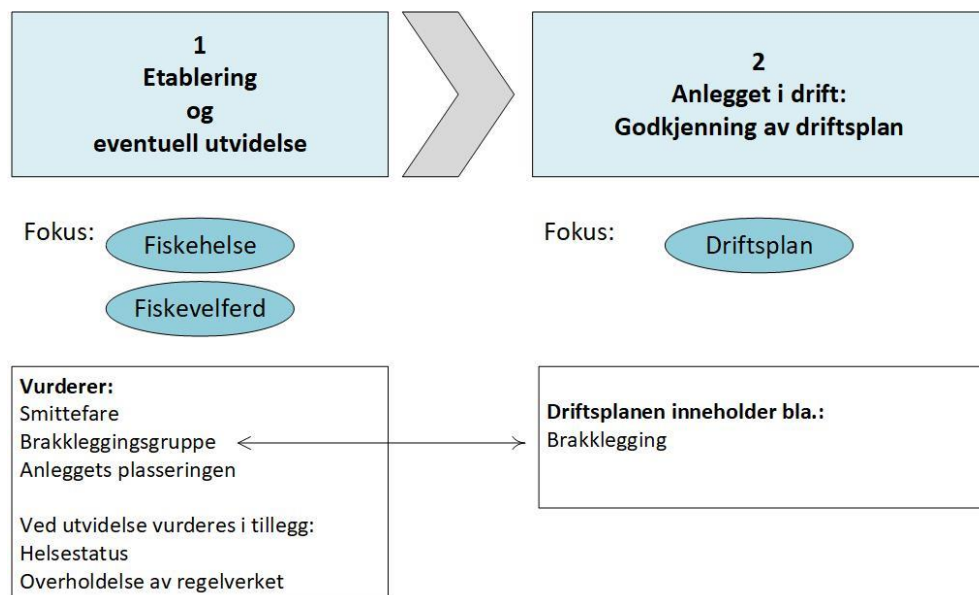 1
Etablering
og
eventuell utvidelse
2
Anlegget i drift:
Godkjenning av driftsplan
Fokus:
Fiskehelse
Fiskevelferd
Fokus:
Driftsplan
Vurderer:
Smittefare
Brakkleggingsgruppe
Anleggets plasseringen
Ved utvidelse vurderes i tillegg:
Helsestatus
Overholdelse av regelverket
Driftsplanen inneholder bla.:
Brakklegging